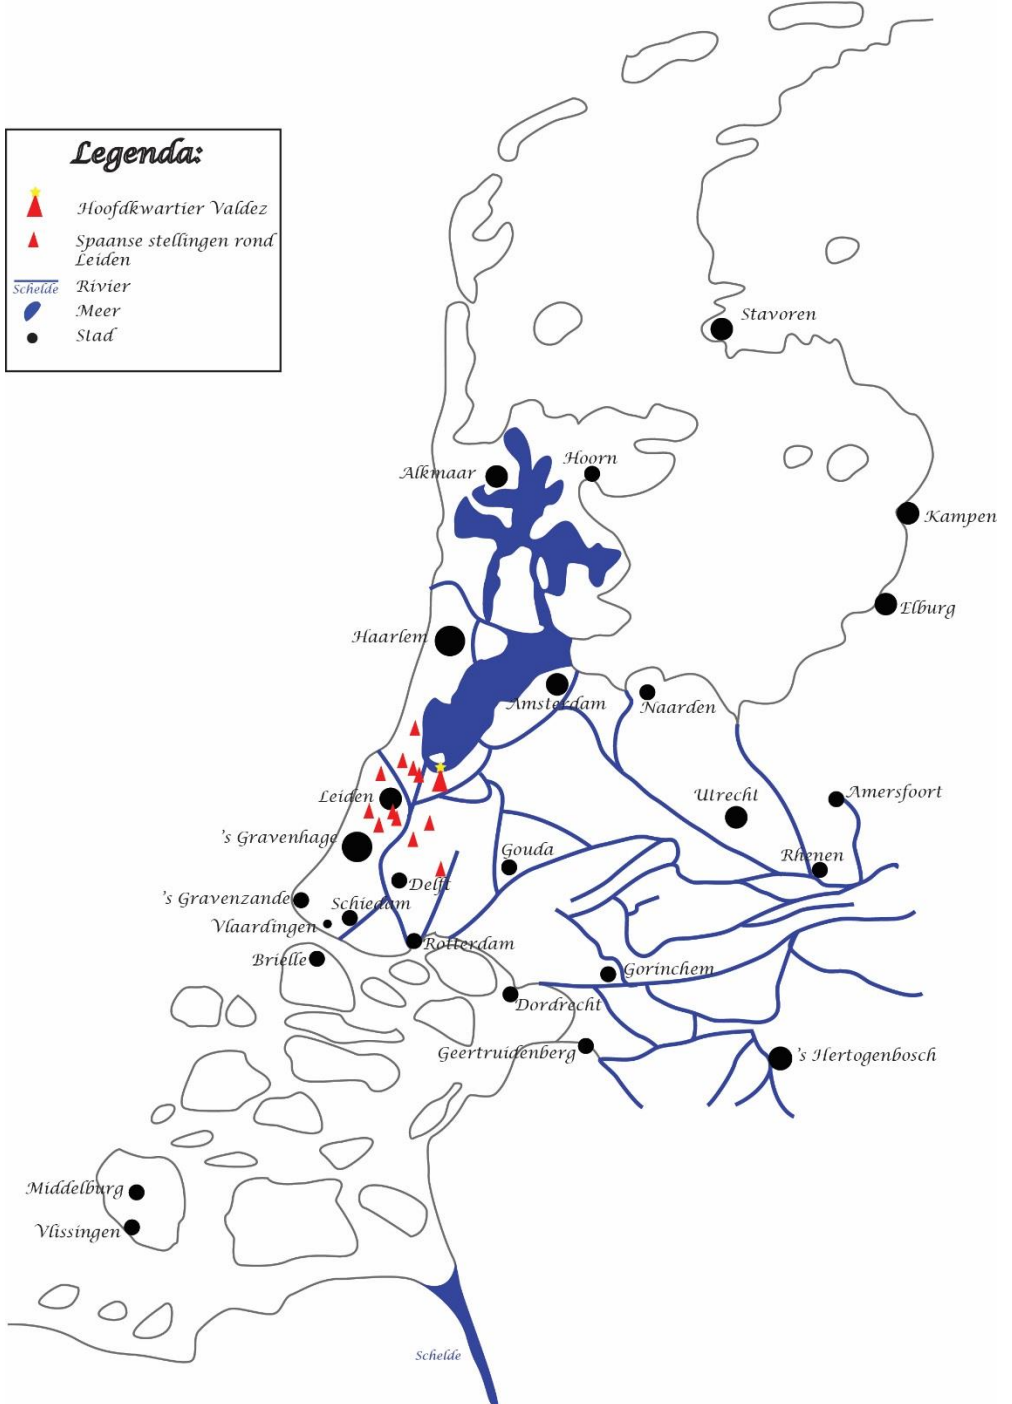 Legenda:
Hoofdkwartier Valdez
Spaanse stellingen rond
Leiden
Schelde
Rivier
Meer
Stad
Stavoren
Hoorn
Alkmaar
Kampen
Elburg
Haarlem
Amsterdam
Naarden
Leiden
Utrecht
Amersfoort
's Gravenhage
Gouda
Rhenen
Delft
's Gravenzande
Schiedam
Vlaardingen
Rotterdam
Brielle
Gorinchem
Dordrecht
Geertruidenberg
's Hertogenbosch
Middelburg
Vlissingen
Schelde